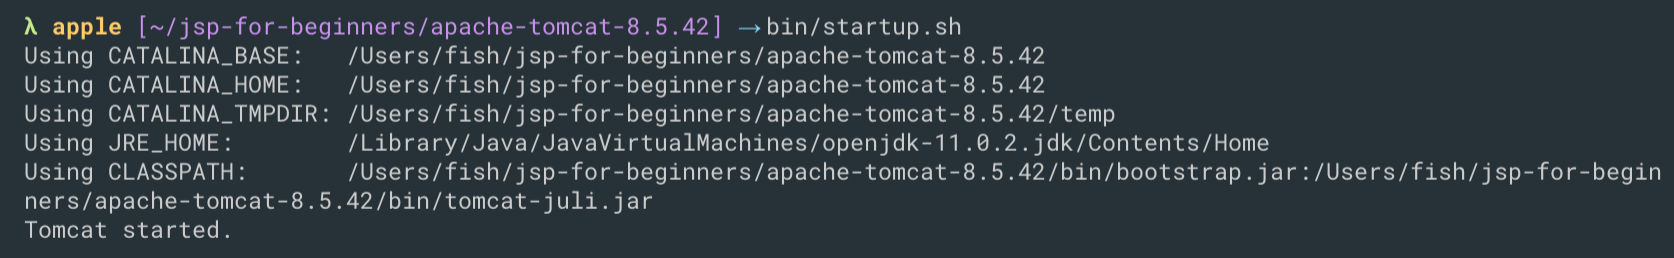 λ apple [~/jsp-for-beginners/apache-tomcat-8.5.42] →bin/startup.sh
Using CATALINA_BASE:   /Users/fish/jsp-for-beginners/apache-tomcat-8.5.42
Using CATALINA_HOME:   /Users/fish/jsp-for-beginners/apache-tomcat-8.5.42
Using CATALINA_TMPDIR: /Users/fish/jsp-for-beginners/apache-tomcat-8.5.42/temp
Using JRE_HOME:        /Library/Java/JavaVirtualMachines/openjdk-11.0.2.jdk/Contents/Home
Using CLASSPATH:       /Users/fish/jsp-for-beginners/apache-tomcat-8.5.42/bin/bootstrap.jar:/Users/fish/jsp-for-begin
ners/apache-tomcat-8.5.42/bin/tomcat-juli.jar
Tomcat started.